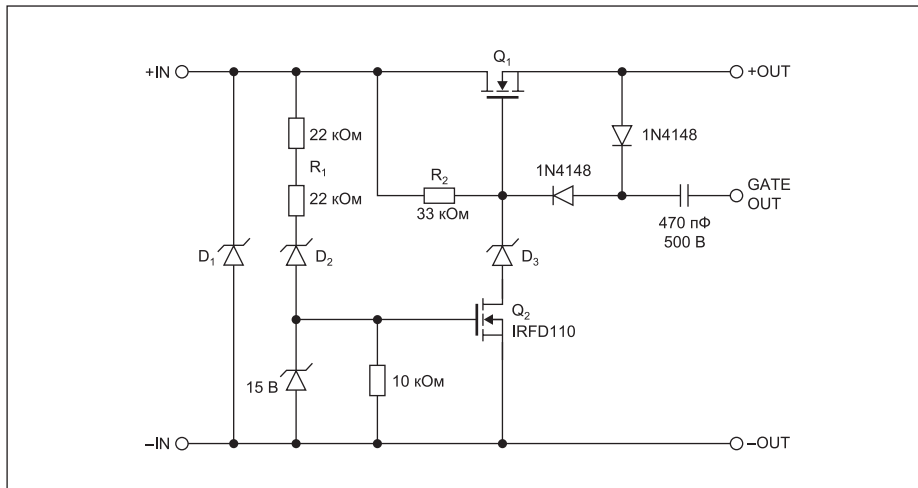 Q₁
+IN
+OUT
22 кОм
1N4148
R₁
1N4148
R₂
GATE
OUT
22 кОм
33 кОм
470 пФ
500 В
D₁
D₂
D₃
Q₂
IRFD110
15 В
10 кОм
–IN
–OUT